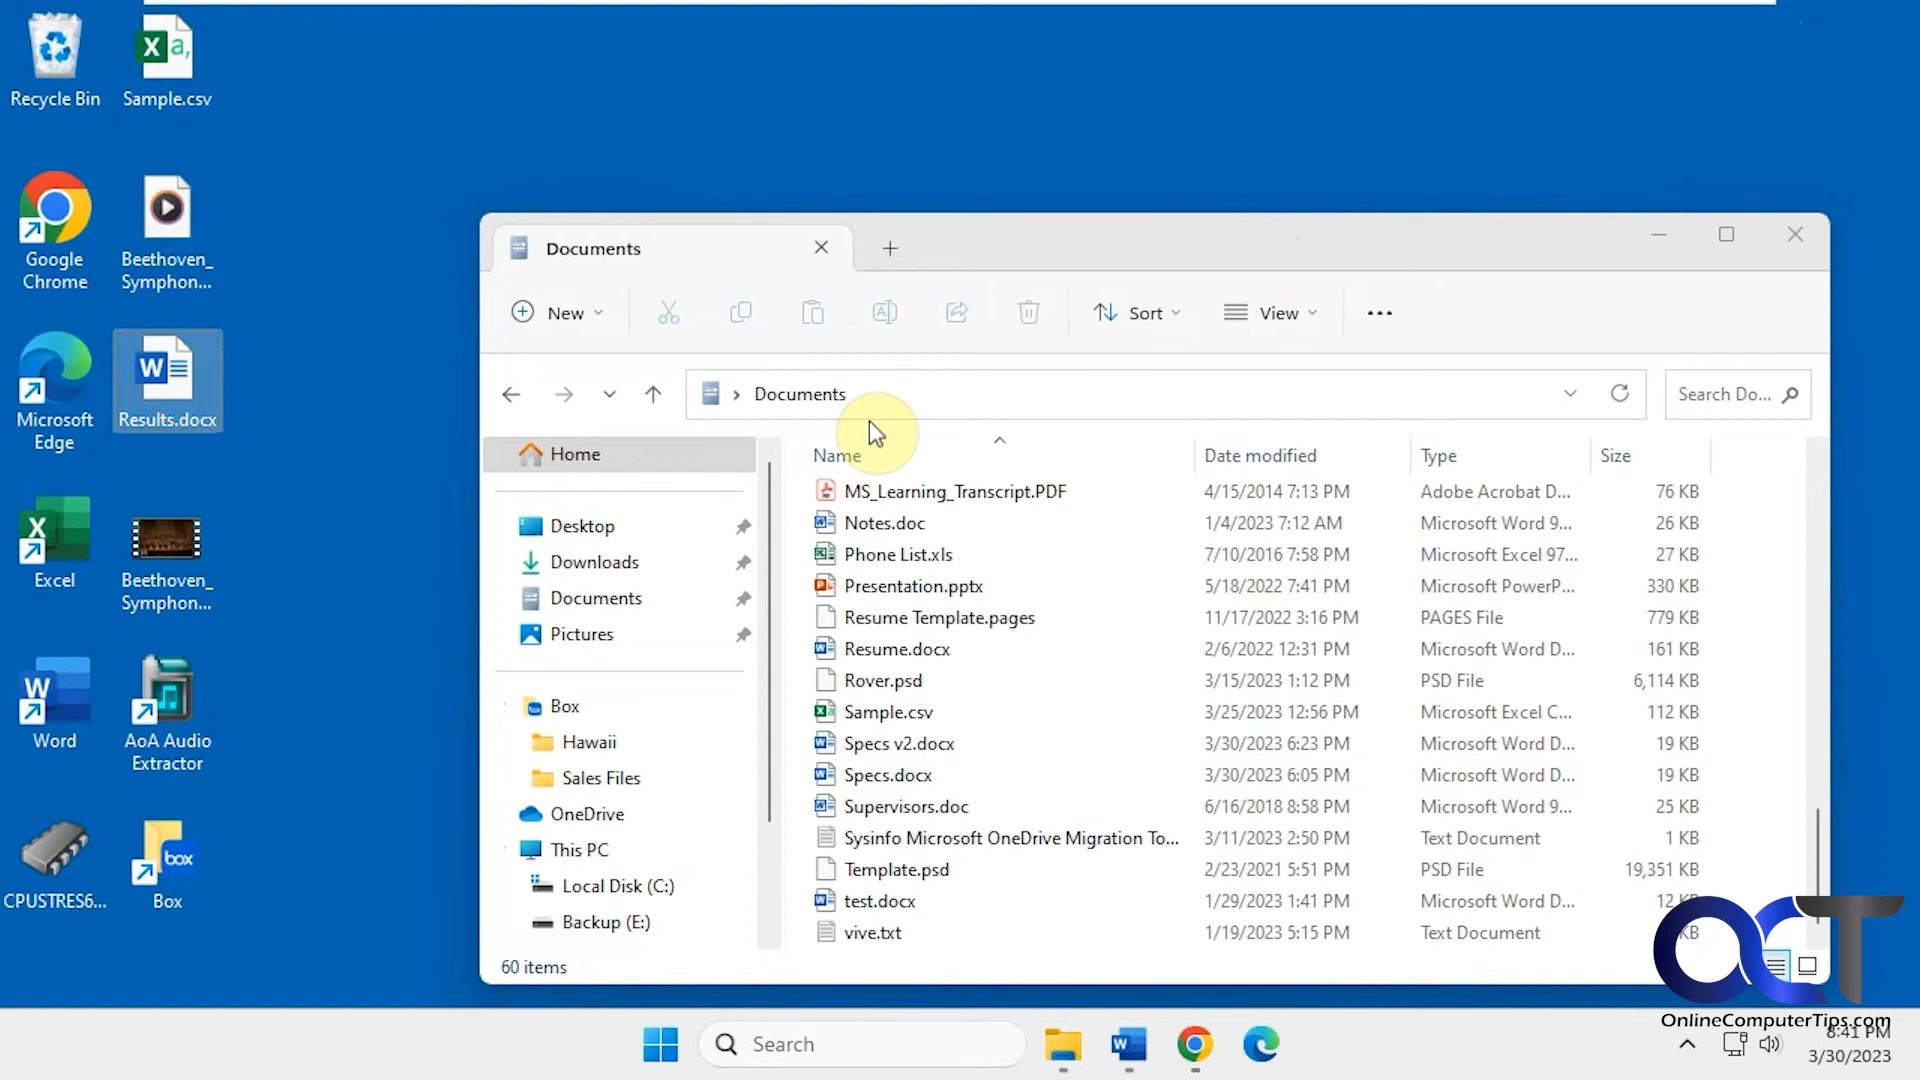 Recycle Bin
Sample.csv
Google
Chrome
Beethoven_
Symphon...
Microsoft
Edge
Results.docx
Excel
Beethoven_
Symphon...
Word
AoA Audio
Extractor
CPUSTRES6...
Box
Documents
New
Sort
View
Documents
Search Do...
Home
Desktop
Downloads
Documents
Pictures
Box
Hawaii
Sales Files
OneDrive
This PC
Local Disk (C:)
Backup (E:)
Name Date modified Type Size
MS_Learning_Transcript.PDF 4/15/2014 7:13 PM Adobe Acrobat D... 76 KB
Notes.doc 1/4/2023 7:12 AM Microsoft Word 9... 26 KB
Phone List.xls 7/10/2016 7:58 PM Microsoft Excel 97... 27 KB
Presentation.pptx 5/18/2022 7:41 PM Microsoft PowerP... 330 KB
Resume Template.pages 11/17/2022 3:16 PM PAGES File 779 KB
Resume.docx 2/6/2022 12:31 PM Microsoft Word D... 161 KB
Rover.psd 3/15/2023 1:12 PM PSD File 6,114 KB
Sample.csv 3/25/2023 12:56 PM Microsoft Excel C... 112 KB
Specs v2.docx 3/30/2023 6:23 PM Microsoft Word D... 19 KB
Specs.docx 3/30/2023 6:05 PM Microsoft Word D... 19 KB
Supervisors.doc 6/16/2018 8:58 PM Microsoft Word 9... 25 KB
Sysinfo Microsoft OneDrive Migration To... 3/11/2023 2:50 PM Text Document 1 KB
Template.psd 2/23/2021 5:51 PM PSD File 19,351 KB
test.docx 1/29/2023 1:41 PM Microsoft Word D... 12 KB
vive.txt 1/19/2023 5:15 PM Text Document KB
60 items
OCT
OnlineComputerTips.com
Search
8:41 PM
3/30/2023